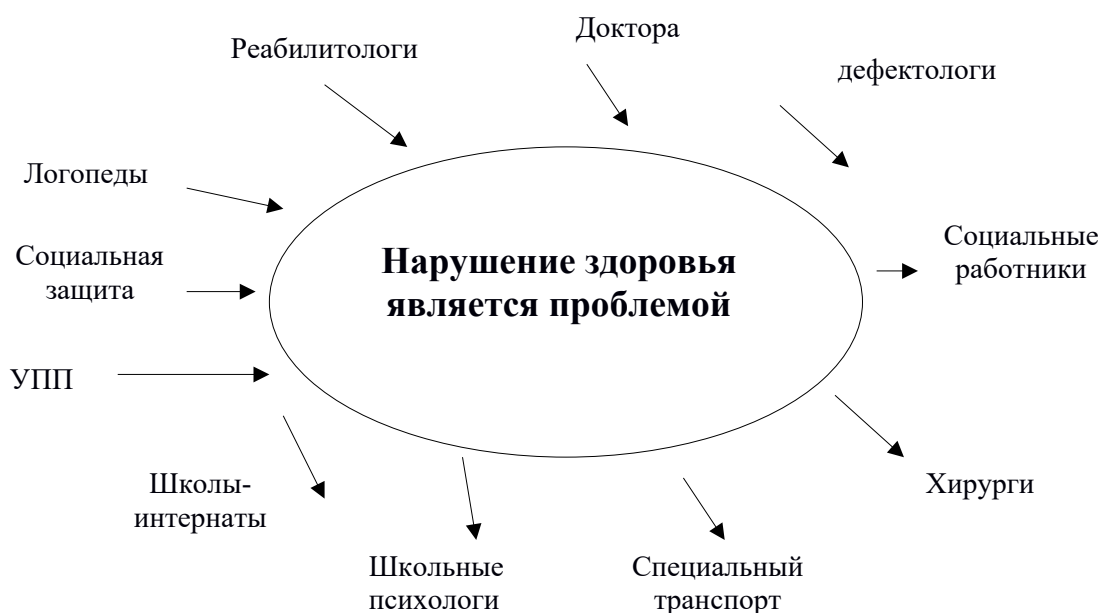 Доктора
Реабилитологи
дефектологи
Логопеды
Социальная
защита
Нарушение здоровья
является проблемой
Социальные
работники
УПП
Школы-
интернаты
Хирурги
Школьные
психологи
Специальный
транспорт